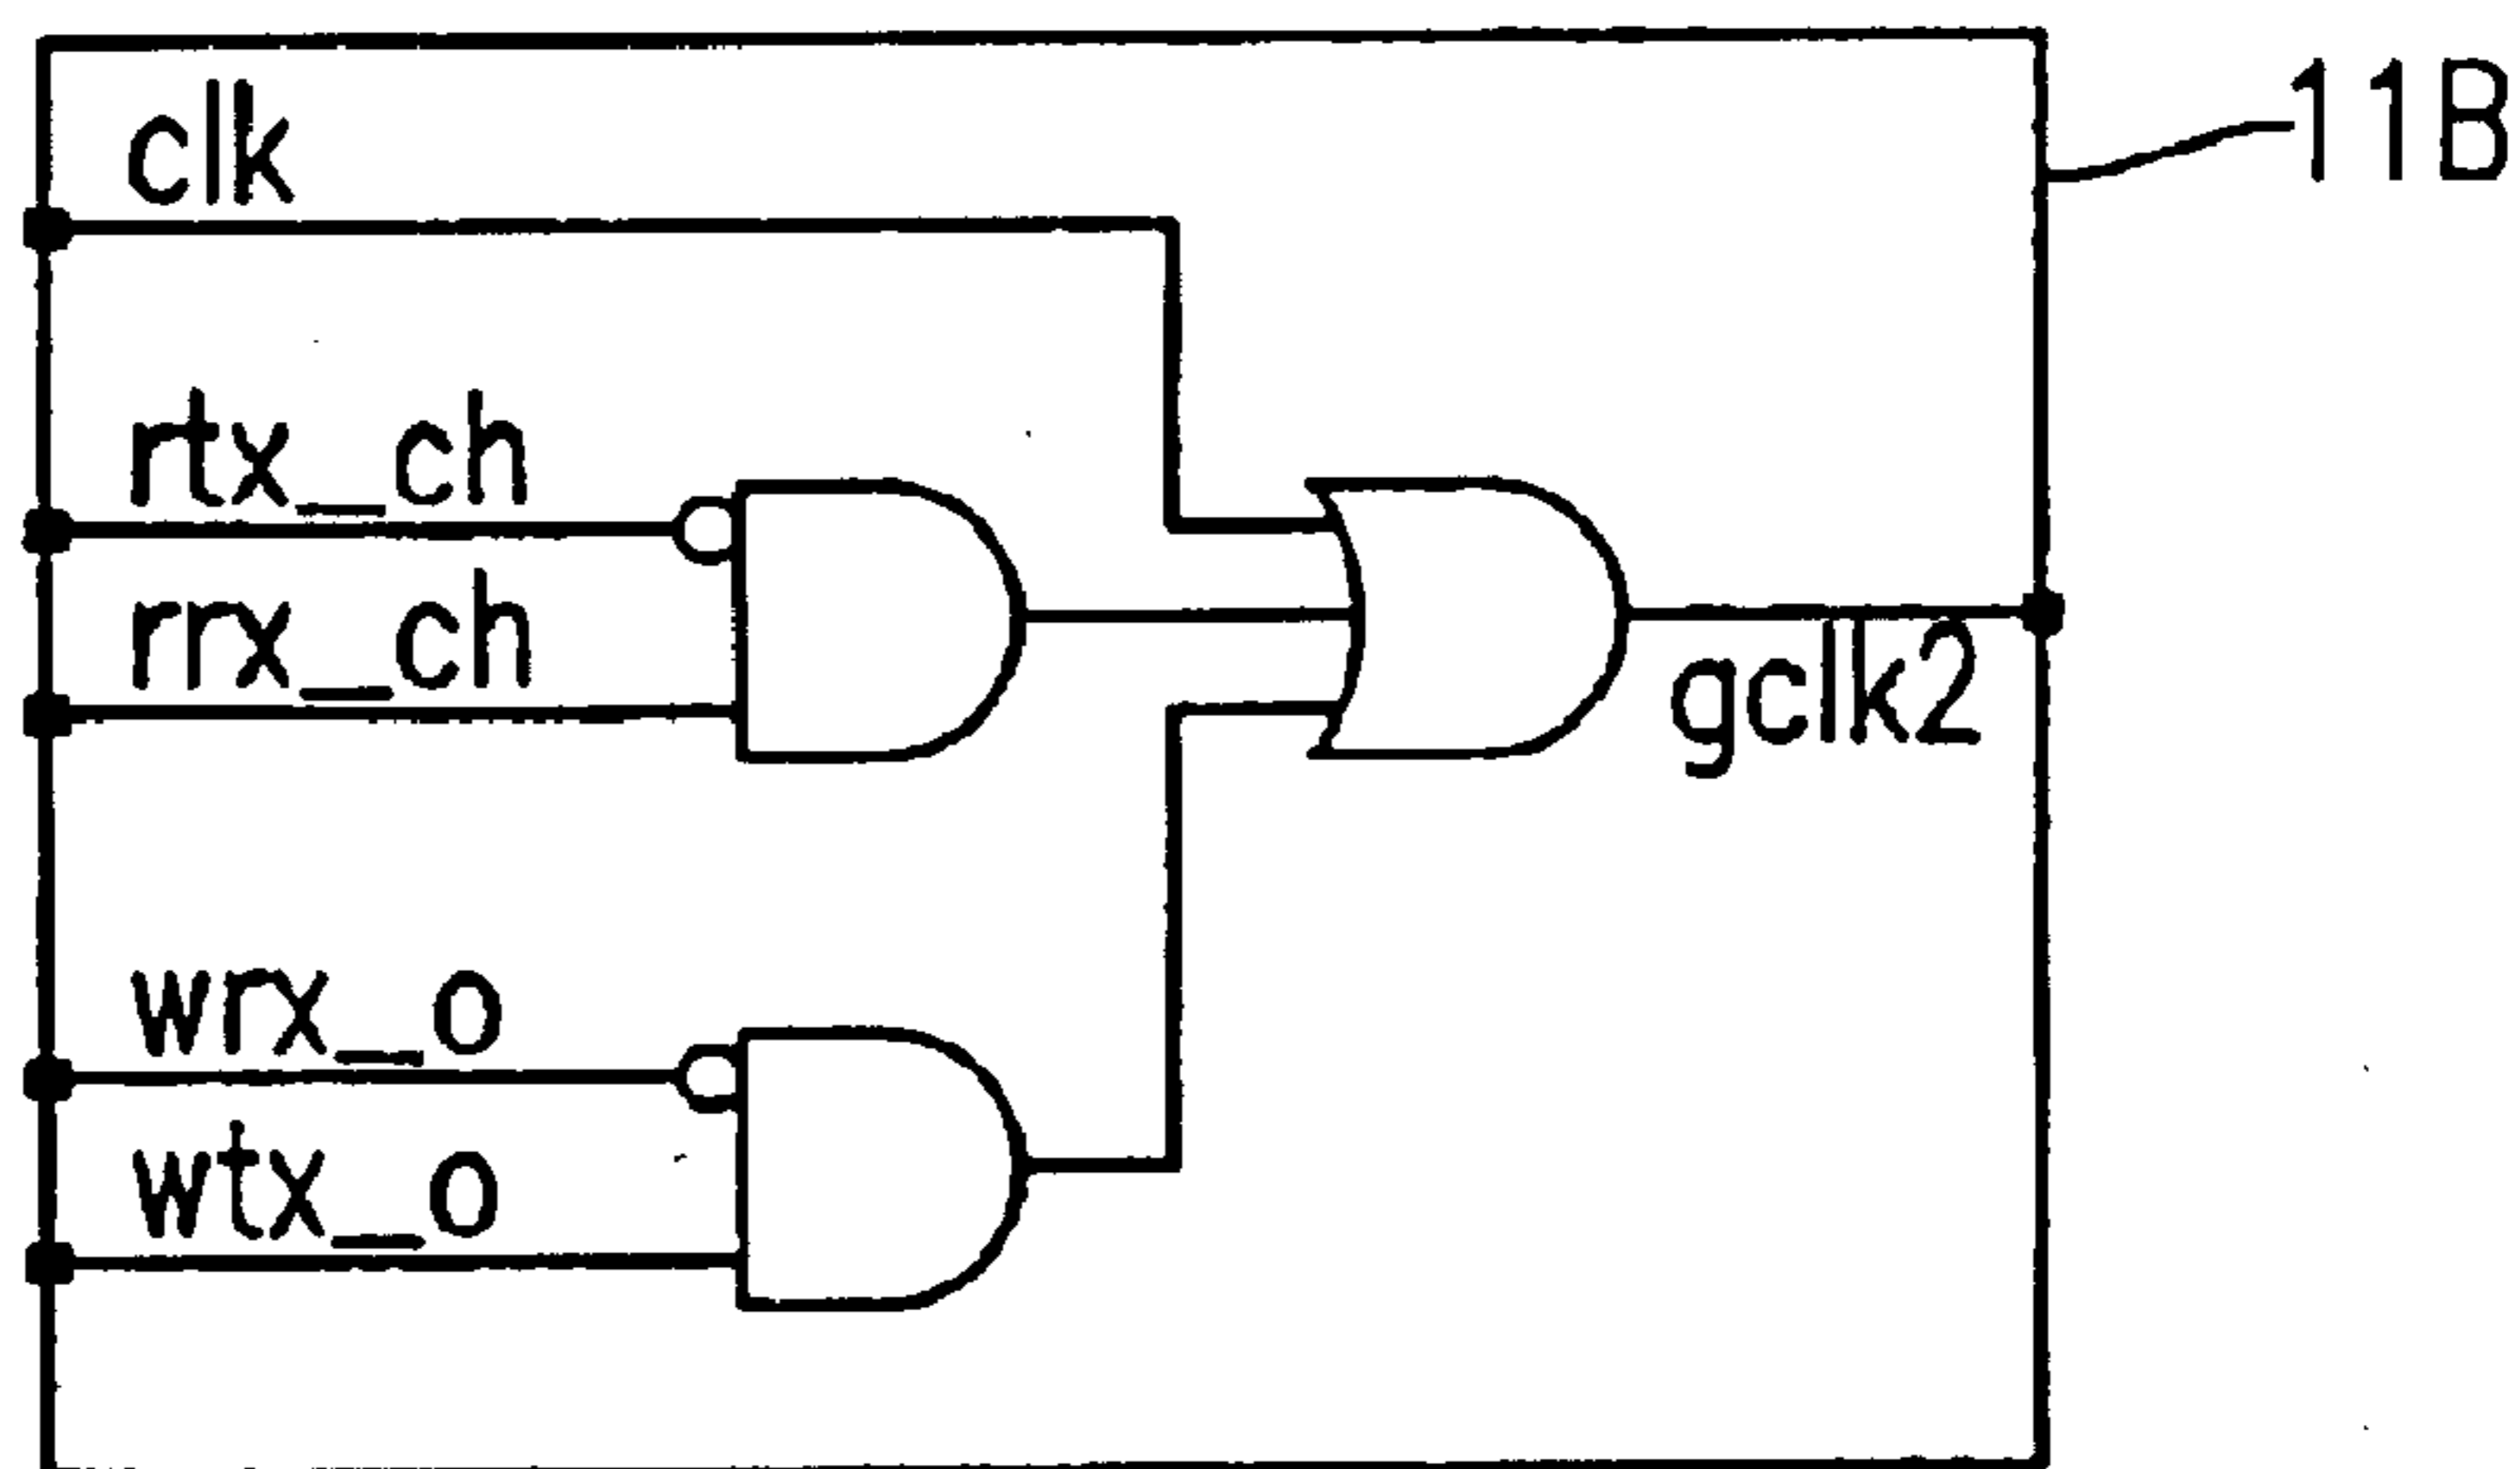 clk
11B
rtx_ch
rrx_ch
gclk2
wrx_o
wtx_o